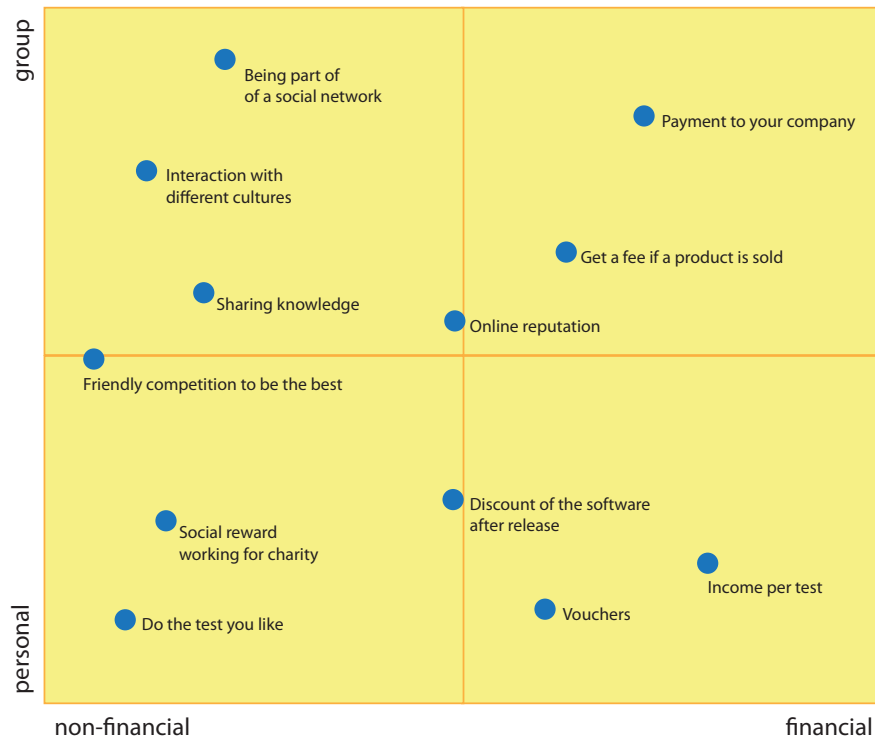 group
Being part of
of a social network
Payment to your company
Interaction with
different cultures
Get a fee if a product is sold
Sharing knowledge
Online reputation
Friendly competition to be the best
Discount of the software
after release
Social reward
working for charity
Income per test
Vouchers
Do the test you like
personal
non-financial
financial